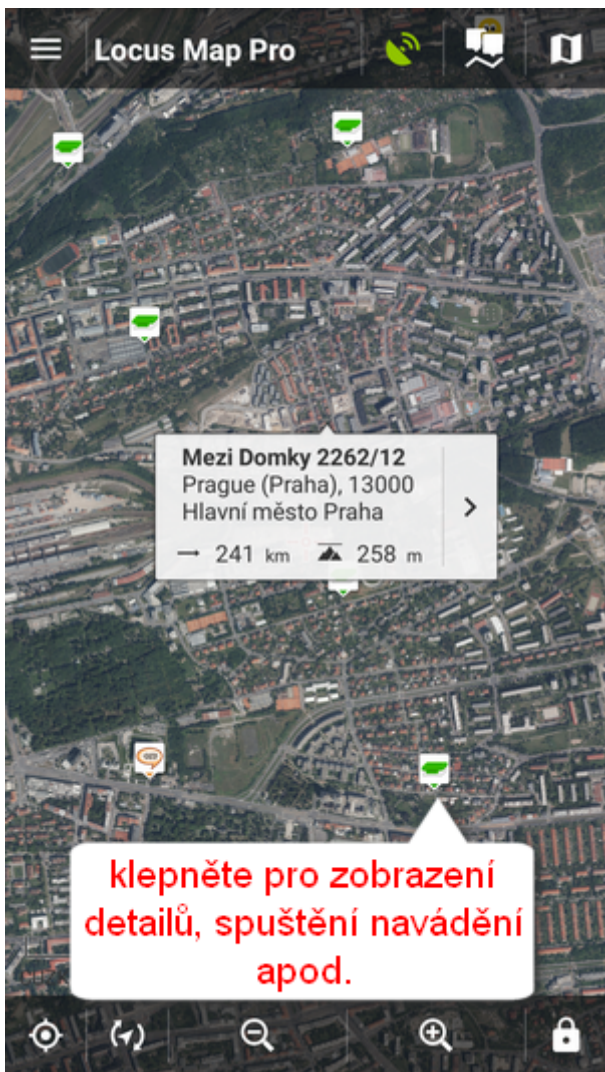 Locus Map Pro
Mezi Domky 2262/12
Prague (Praha), 13000
Hlavní město Praha
241 km 258 m
klepněte pro zobrazení
detailů, spuštění navádění
apod.